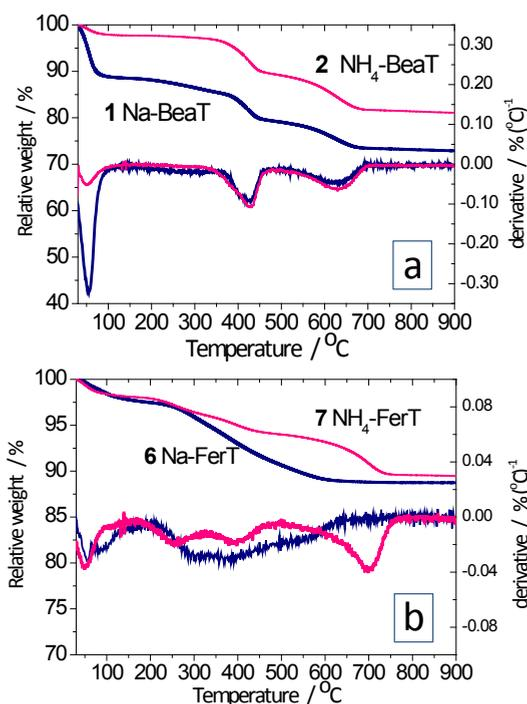 100
90
80
70
60
50
40
Relative weight / %
0.30
0.20
0.10
0.00
-0.10
-0.20
-0.30
derivative / % (°C)⁻¹
2 NH₄-BeaT
1 Na-BeaT
a
100 200 300 400 500 600 700 800 900
Temperature / °C
100
95
90
85
80
75
70
Relative weight / %
0.08
0.04
0.00
-0.04
-0.08
derivative / % (°C)⁻¹
7 NH₄-FerT
6 Na-FerT
b
100 200 300 400 500 600 700 800 900
Temperature / °C